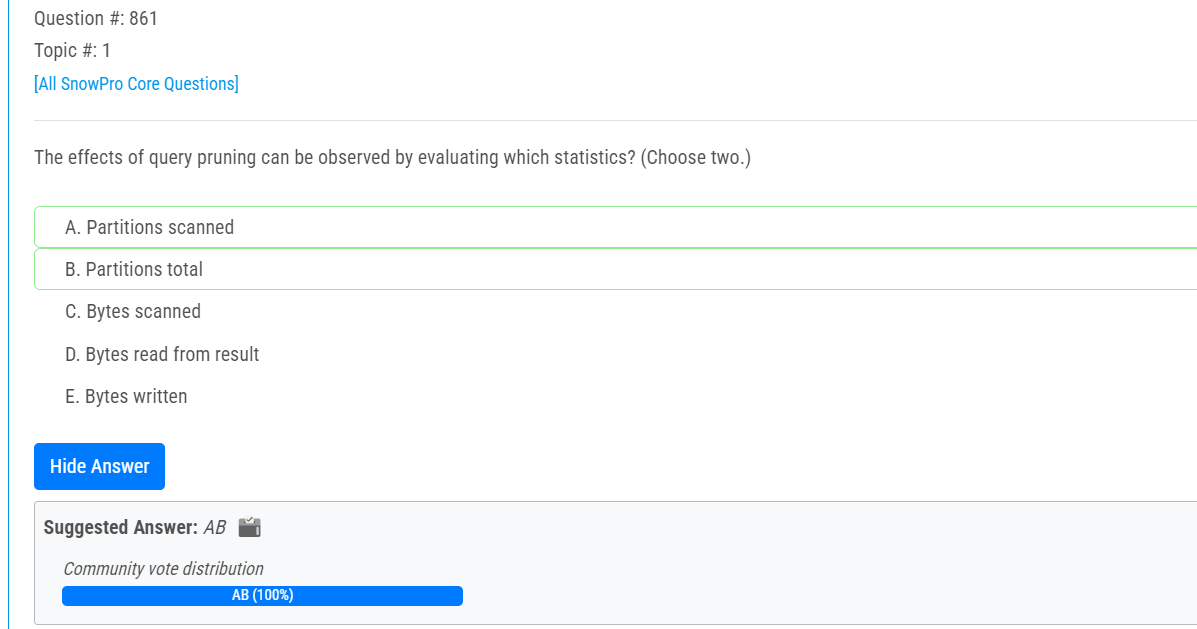 Question #: 861
Topic #: 1
[All SnowPro Core Questions]
The effects of query pruning can be observed by evaluating which statistics? (Choose two.)
A. Partitions scanned
B. Partitions total
C. Bytes scanned
D. Bytes read from result
E. Bytes written
Hide Answer
Suggested Answer: AB
Community vote distribution
AB (100%)